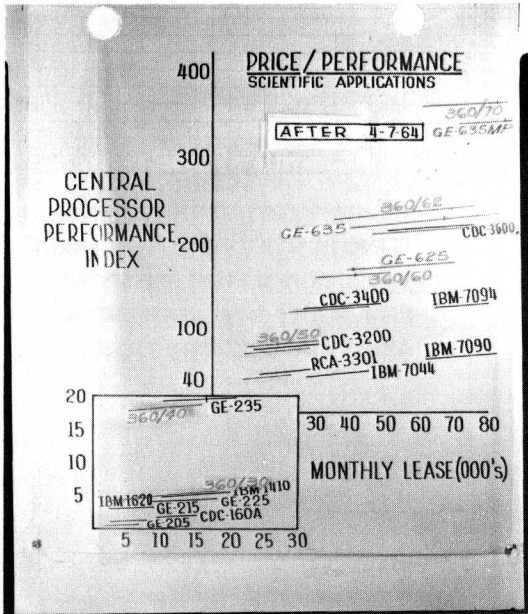 PRICE/PERFORMANCE
SCIENTIFIC APPLICATIONS
400
360/70
AFTER 4-7-64
GE-635MP
300
CENTRAL
PROCESSOR
PERFORMANCE
INDEX
360/62
GE-635
CDC-3600
200
GE-625
360/60
CDC-3400
IBM-7094
100
360/50
CDC-3200
IBM-7090
RCA-3301
IBM-7044
40
20
GE-235
360/40
15
30 40 50 60 70 80
10
MONTHLY LEASE (000's)
360/30
IBM-1410
5
IBM-1620
GE-225
GE-215
CDC-160A
GE-205
5 10 15 20 25 30